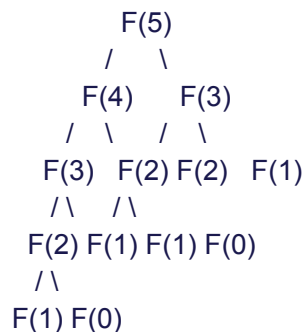 F(5)
/ \
F(4) F(3)
/ \ / \
F(3) F(2) F(2) F(1)
/ \ / \
F(2) F(1) F(1) F(0)
/ \
F(1) F(0)